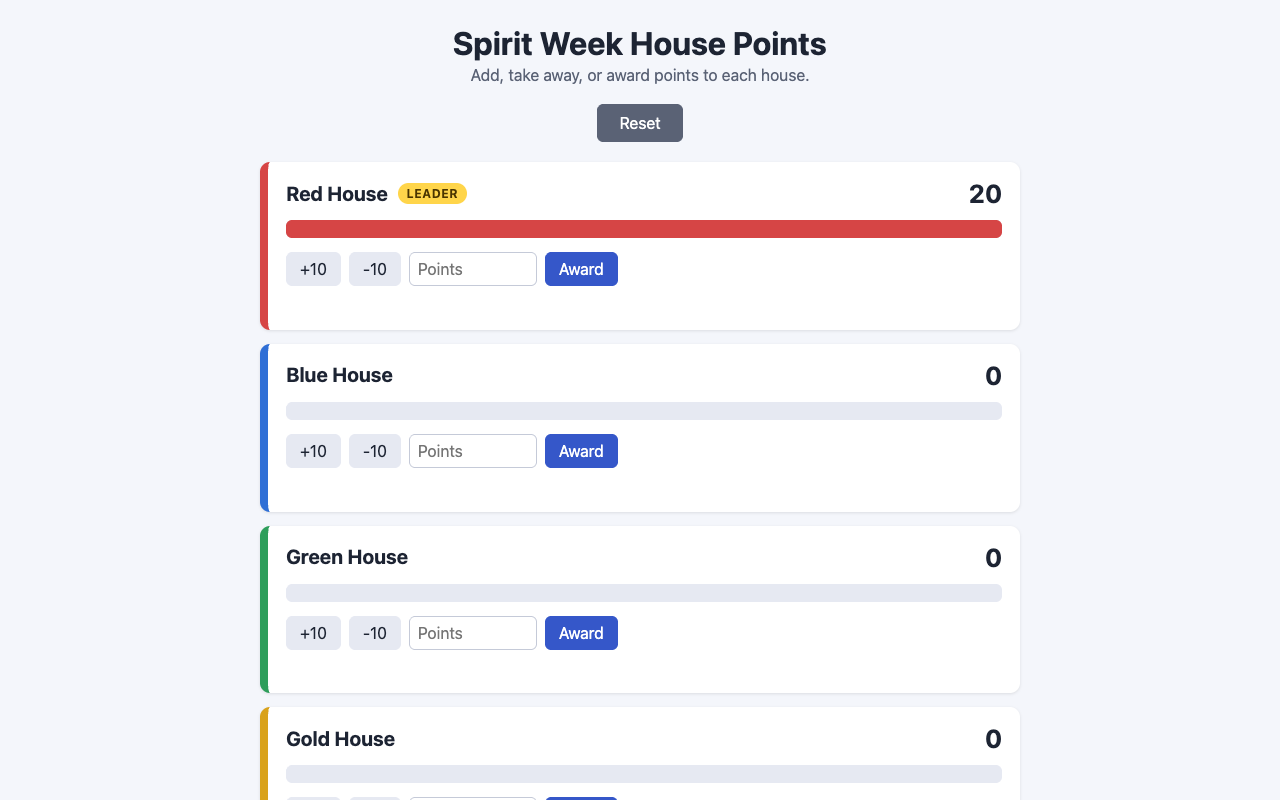 Spirit Week House Points
Add, take away, or award points to each house.
Reset
Red House LEADER 20
+10 -10 Points Award
Blue House 0
+10 -10 Points Award
Green House 0
+10 -10 Points Award
Gold House 0